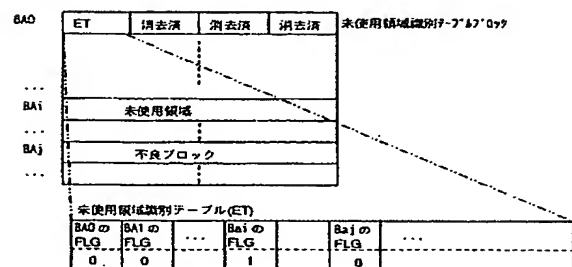 BA0 ET 消去済 消去済 消去済 未使用領域識別テーブルブロック
...
BAi 未使用領域
...
BAj 不良ブロック
...
未使用領域識別テーブル(ET)
BA0の FLG BA1の FLG ... Baiの FLG Bajの FLG ...
0 0 1 0